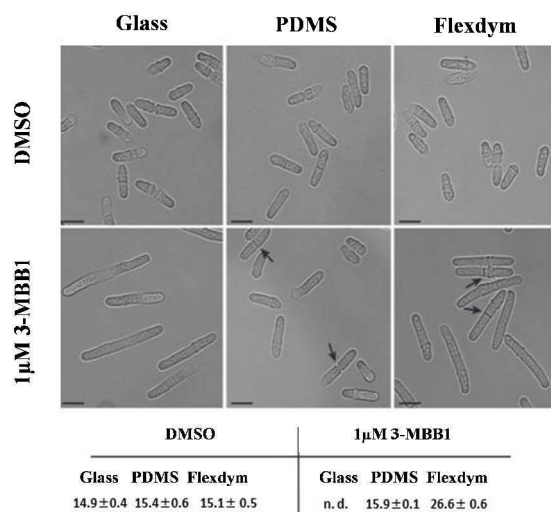 Glass PDMS Flexdym
DMSO
1µM 3-MBB1
DMSO 1µM 3-MBB1
Glass PDMS Flexdym Glass PDMS Flexdym
14.9±0.4 15.4±0.6 15.1± 0.5 n.d. 15.9±0.1 26.6± 0.6